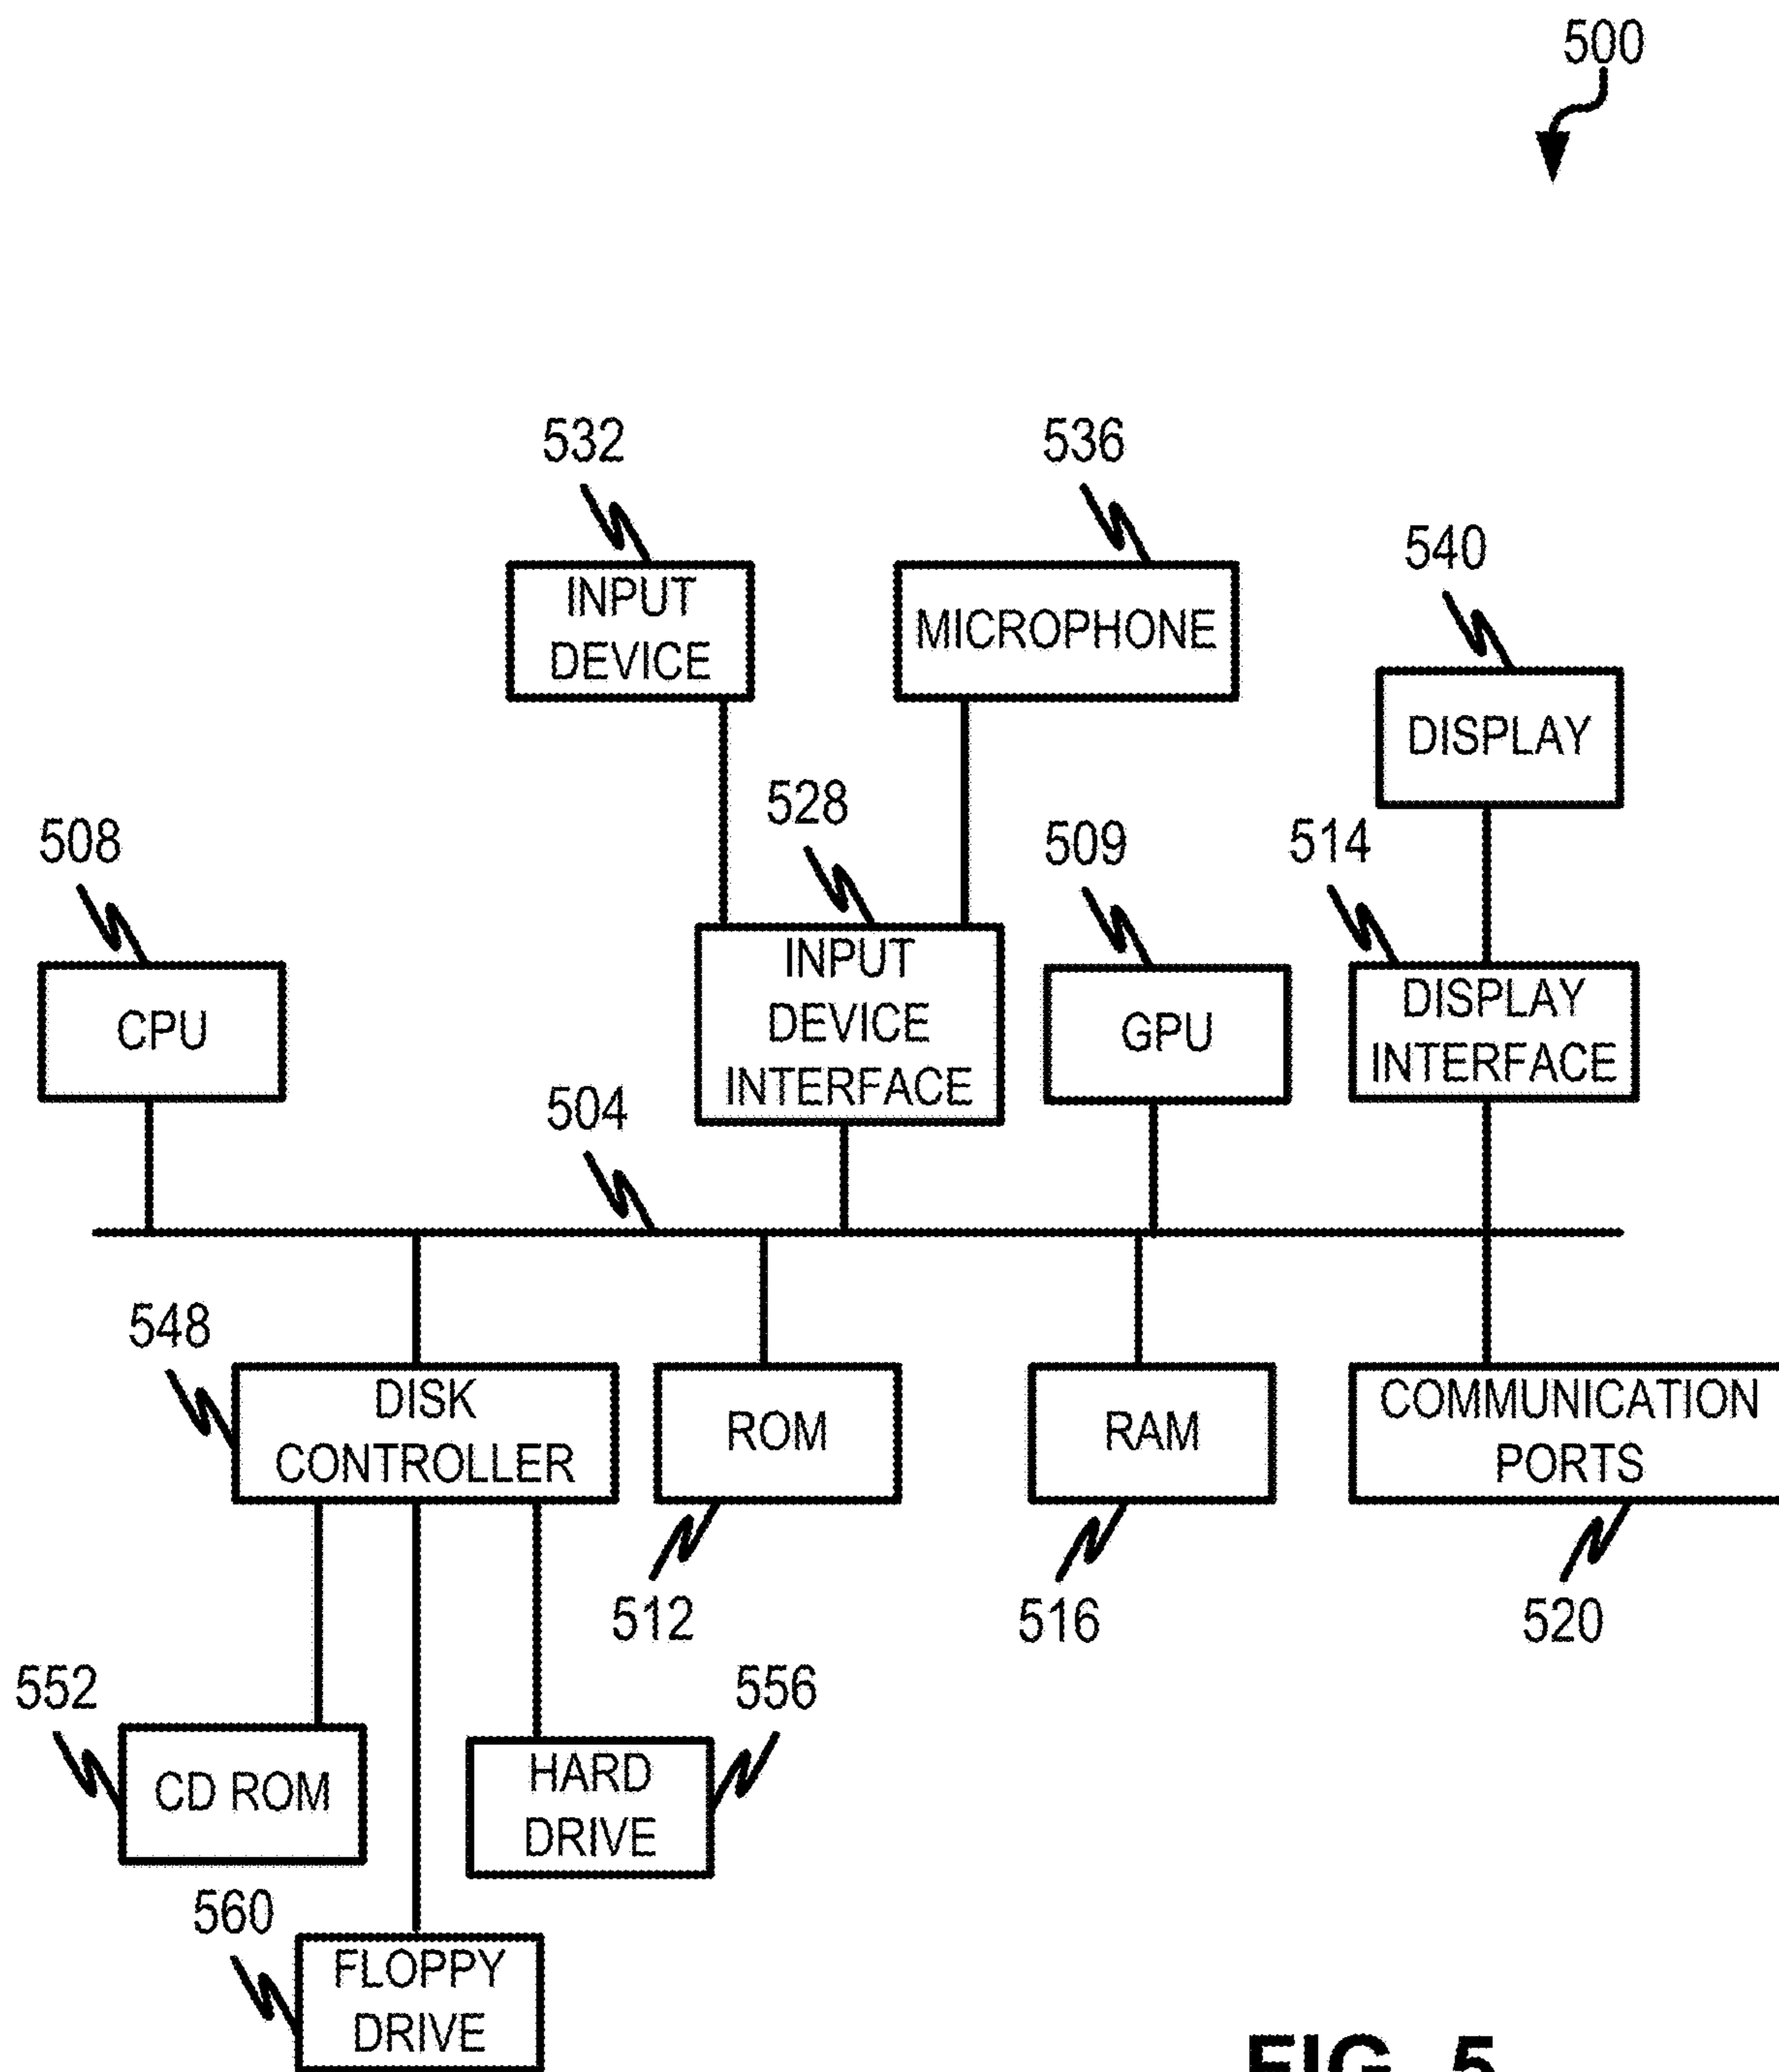 500
532
536
INPUT
DEVICE
MICROPHONE
540
DISPLAY
528
508
509
514
CPU
INPUT
DEVICE
INTERFACE
GPU
DISPLAY
INTERFACE
504
548
DISK
CONTROLLER
ROM
RAM
COMMUNICATION
PORTS
512
516
520
552
556
CD ROM
HARD
DRIVE
560
FLOPPY
DRIVE
FIG. 5